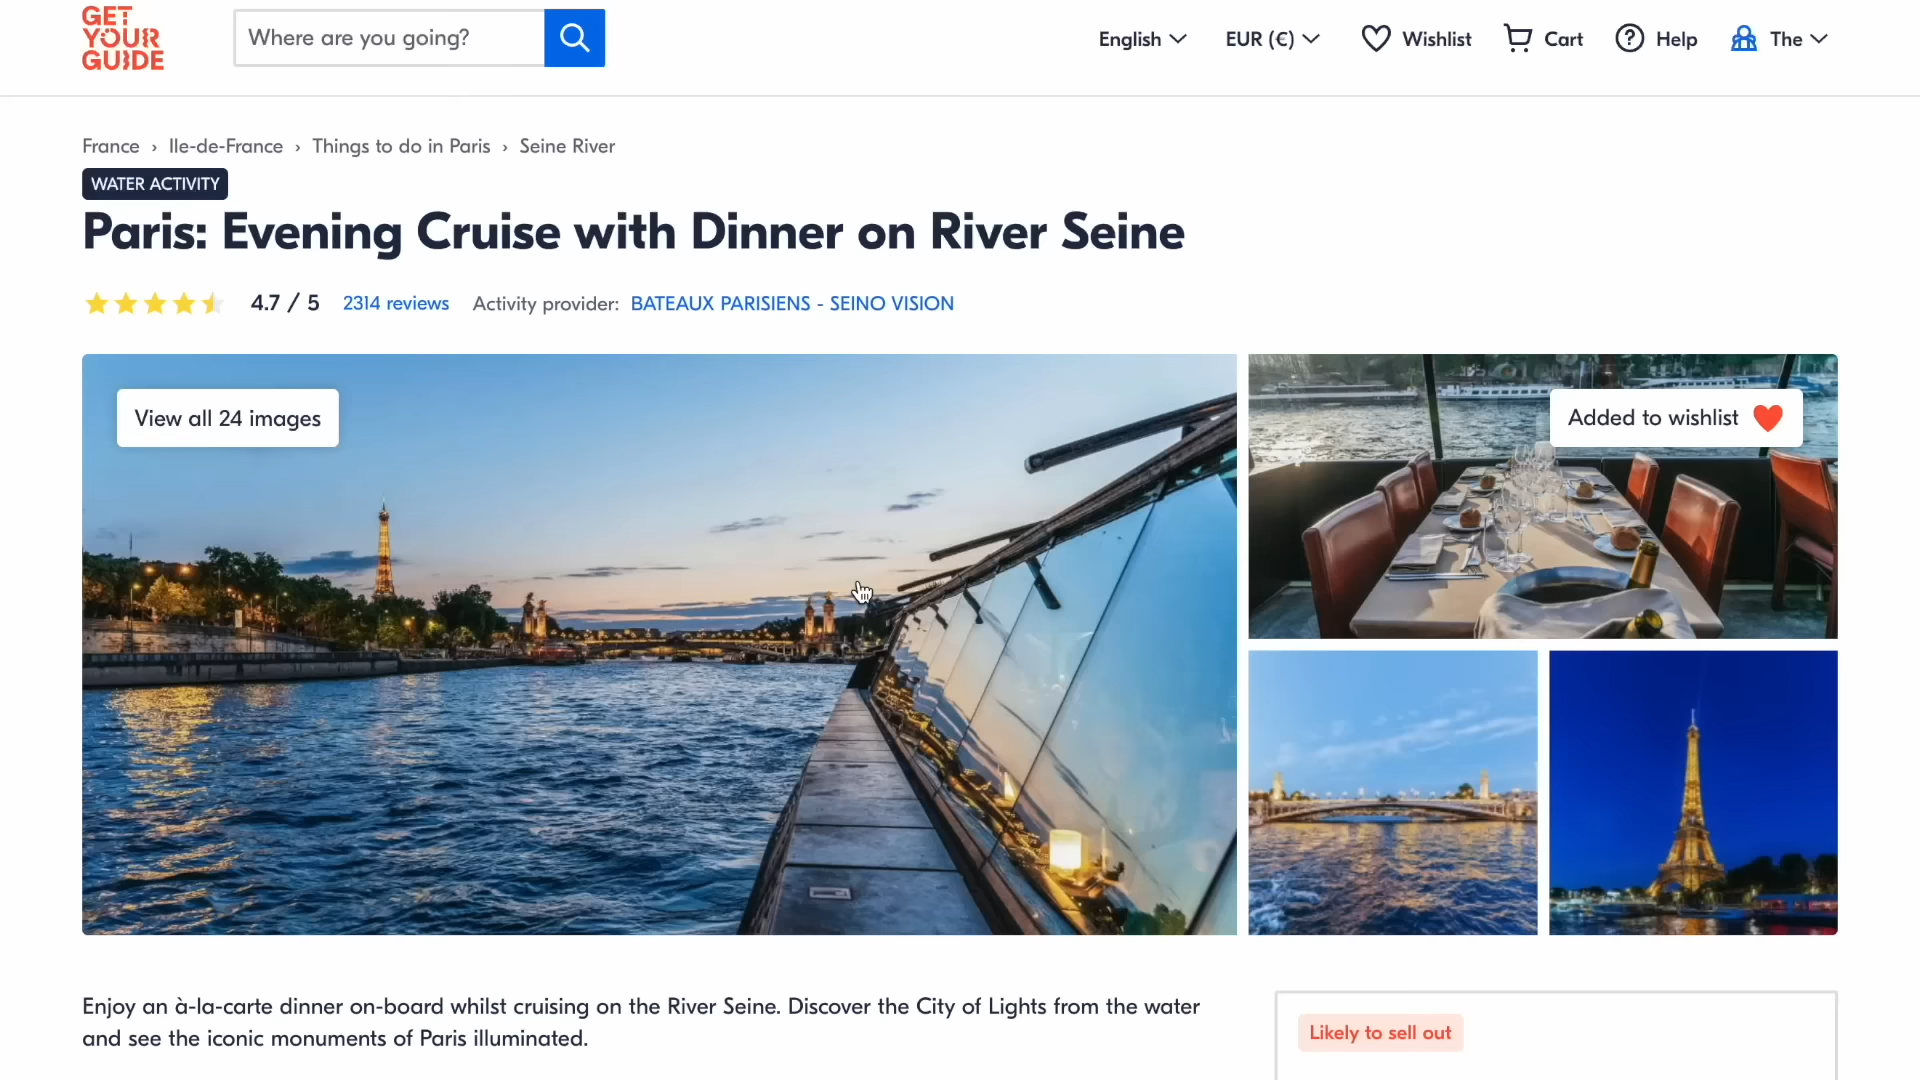 GET
YOUR
GUIDE
Where are you going?
English
EUR (€)
Wishlist
Cart
Help
The
France › Ile-de-France › Things to do in Paris › Seine River
WATER ACTIVITY
Paris: Evening Cruise with Dinner on River Seine
4.7 / 5 2314 reviews Activity provider: BATEAUX PARISIENS - SEINO VISION
View all 24 images
Added to wishlist
Enjoy an à-la-carte dinner on-board whilst cruising on the River Seine. Discover the City of Lights from the water
and see the iconic monuments of Paris illuminated.
Likely to sell out